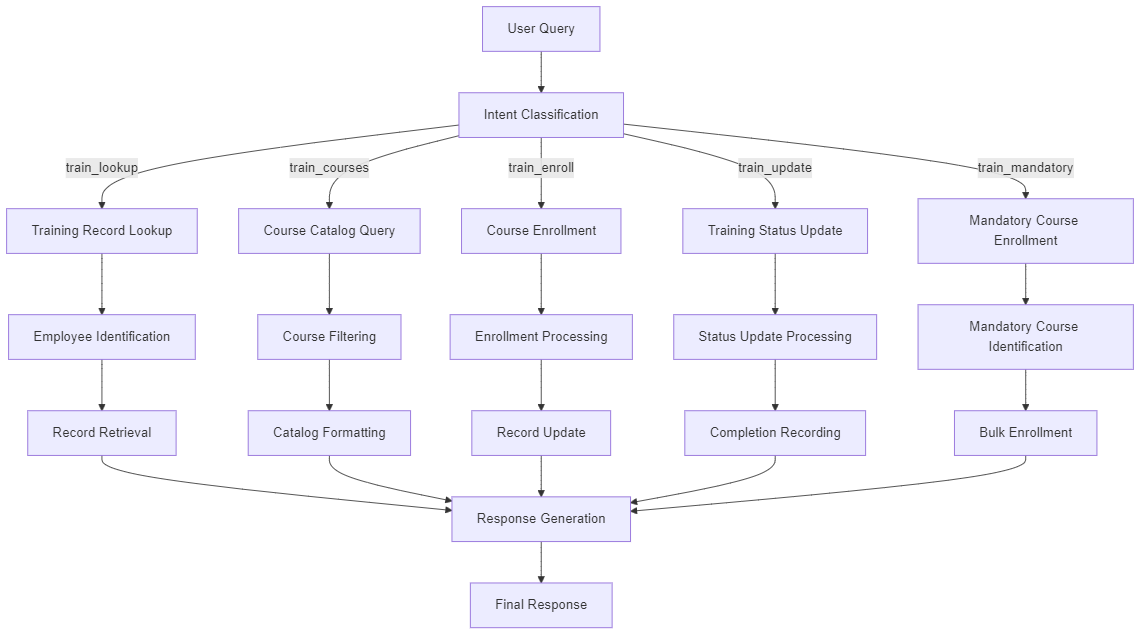 User Query
Intent Classification
train_lookup
train_courses
train_enroll
train_update
train_mandatory
Training Record Lookup
Course Catalog Query
Course Enrollment
Training Status Update
Mandatory Course
Enrollment
Employee Identification
Course Filtering
Enrollment Processing
Status Update Processing
Mandatory Course
Identification
Record Retrieval
Catalog Formatting
Record Update
Completion Recording
Bulk Enrollment
Response Generation
Final Response